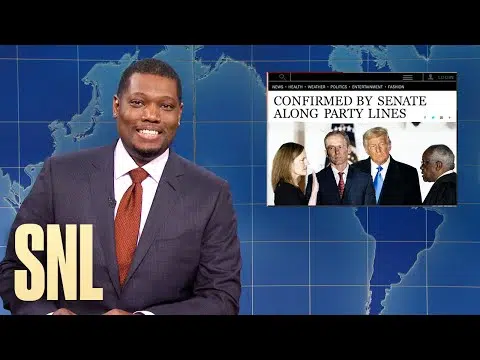 NEWS • HEALTH • WEATHER • POLITICS • ENTERTAINMENT • FASHION
CONFIRMED BY SENATE
ALONG PARTY LINES
SNL